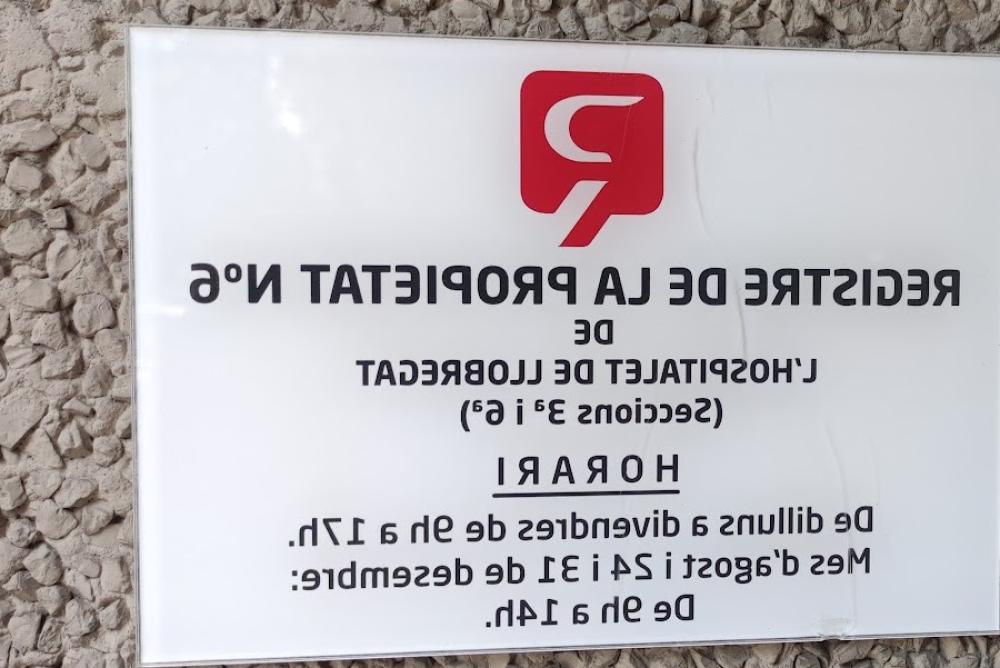 REGISTRE DE LA PROPIETAT Nº6
DE
L'HOSPITALET DE LLOBREGAT
(Seccions 3ª i 6ª)
HORARI
De dilluns a divendres de 9h a 17h.
Mes d'agost i 24 i 31 de desembre:
De 9h a 14h.